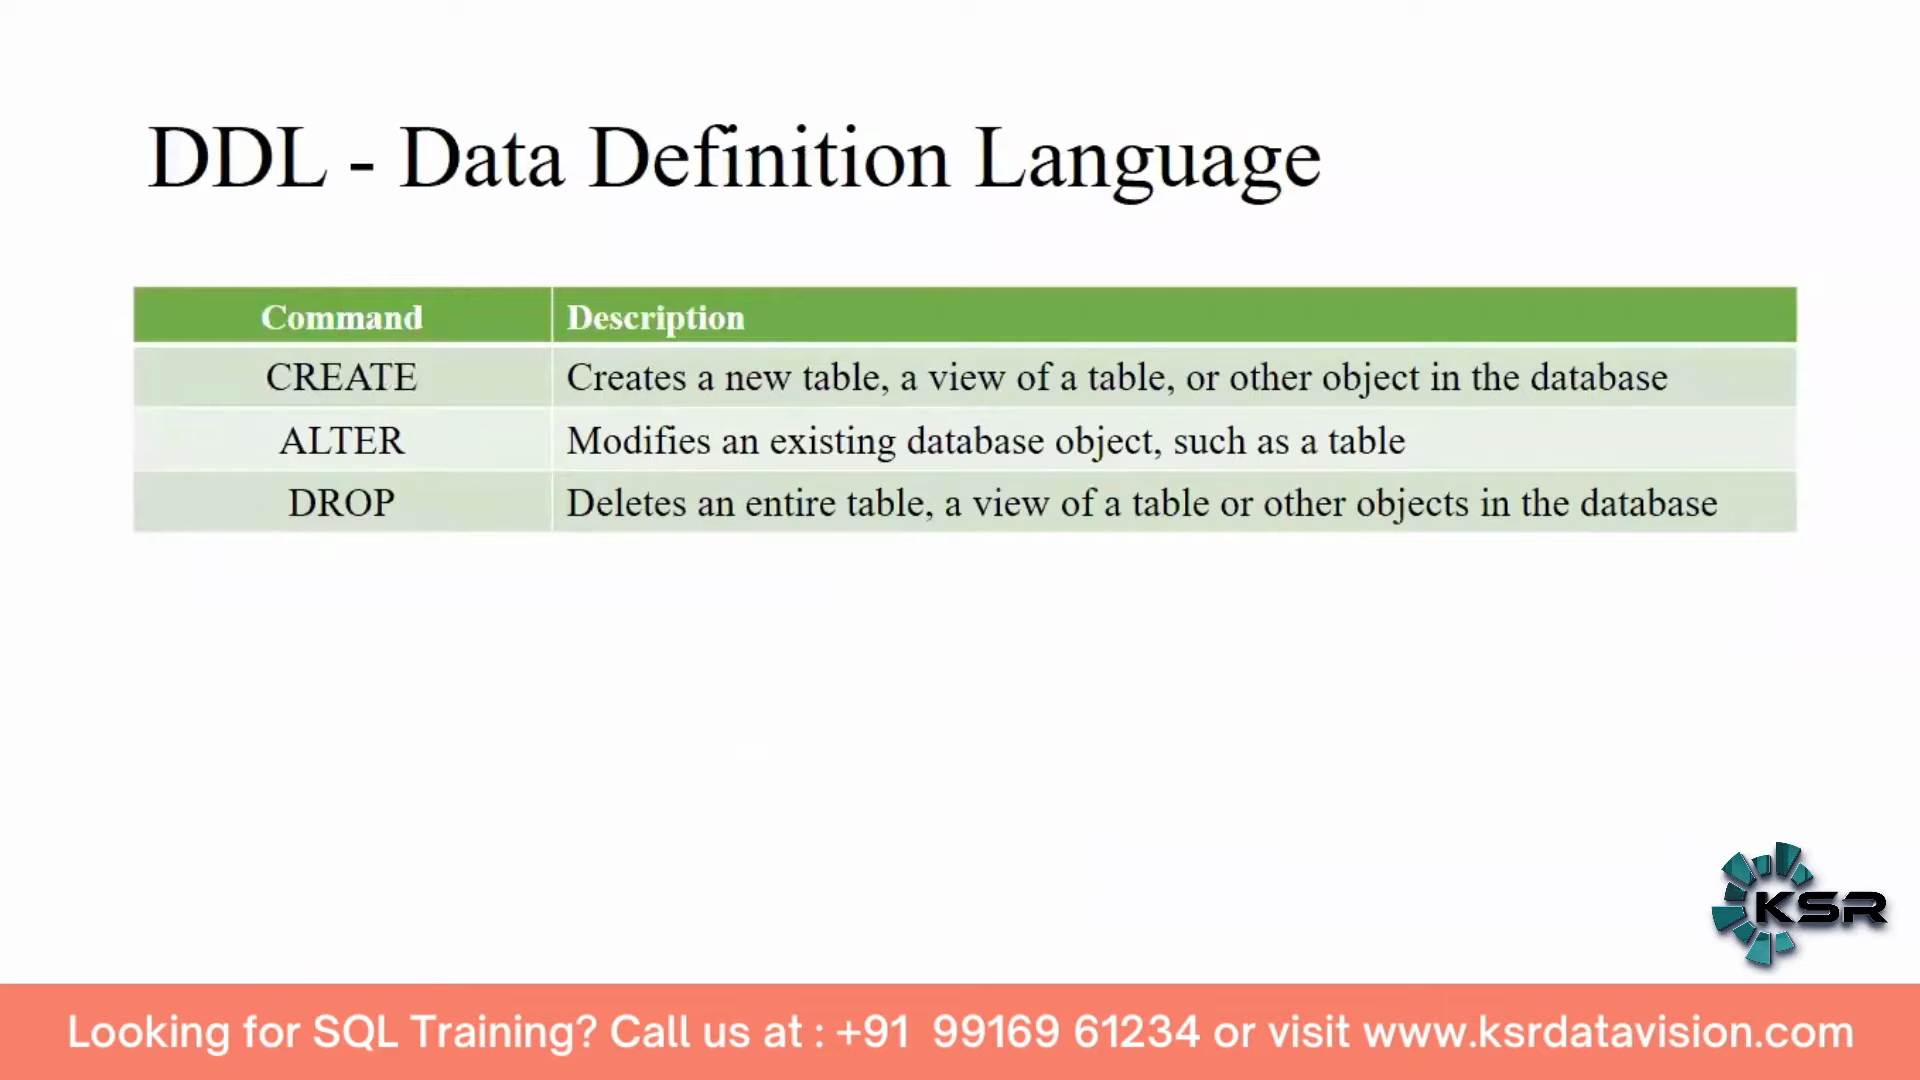 DDL - Data Definition Language
Command Description
CREATE Creates a new table, a view of a table, or other object in the database
ALTER Modifies an existing database object, such as a table
DROP Deletes an entire table, a view of a table or other objects in the database
KSR
Looking for SQL Training? Call us at : +91 99169 61234 or visit www.ksrdatavision.com